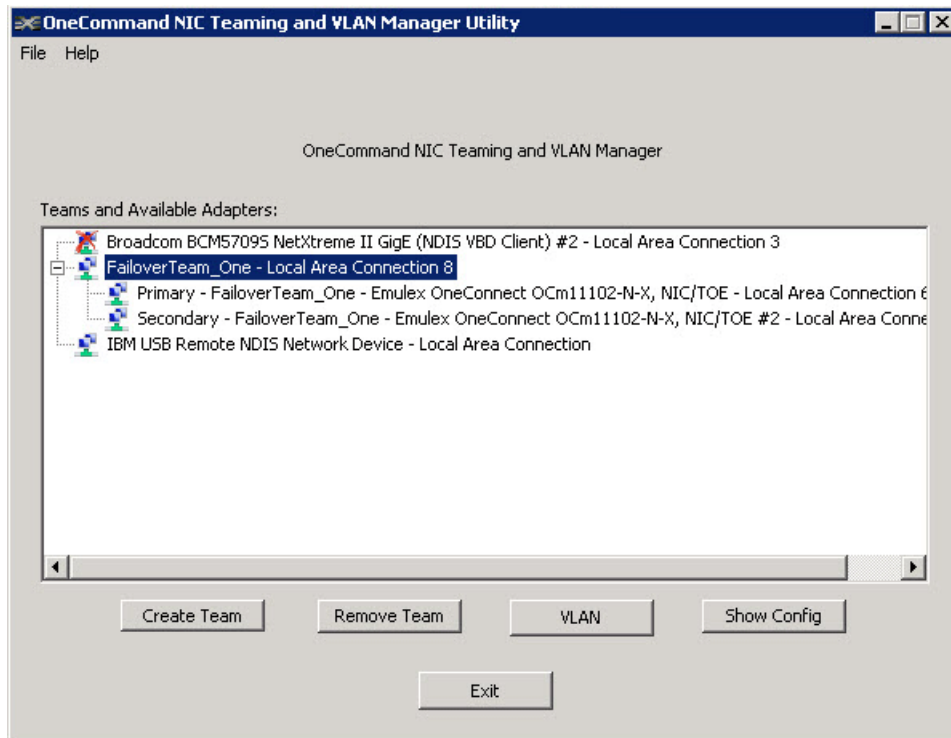 OneCommand NIC Teaming and VLAN Manager Utility
File Help
OneCommand NIC Teaming and VLAN Manager
Teams and Available Adapters:
Broadcom BCM5709S NetXtreme II GigE (NDIS VBD Client) #2 - Local Area Connection 3
FailoverTeam_One - Local Area Connection 8
Primary - FailoverTeam_One - Emulex OneConnect OCm11102-N-X, NIC/TOE - Local Area Connection 6
Secondary - FailoverTeam_One - Emulex OneConnect OCm11102-N-X, NIC/TOE #2 - Local Area Conne
IBM USB Remote NDIS Network Device - Local Area Connection
Create Team Remove Team VLAN Show Config
Exit